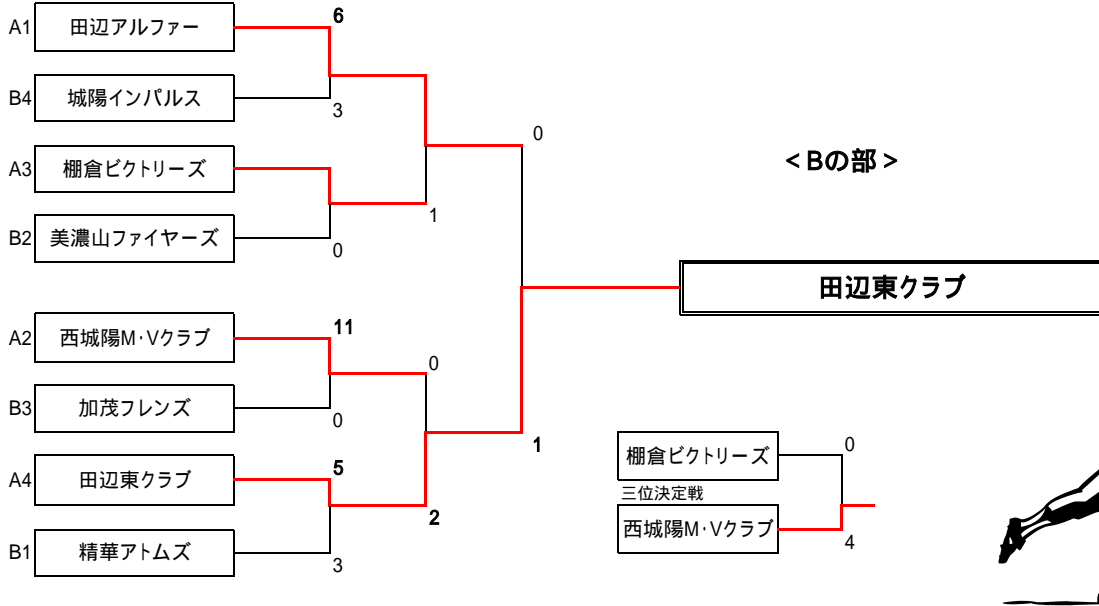 6
A1 田辺アルファー
B4 城陽インパルス
3
0
A3 棚倉ビクトリーズ
<Bの部>
1
B2 美濃山ファイヤーズ
0
田辺東クラブ
11
A2 西城陽M・Vクラブ
0
B3 加茂フレンズ
0
1
棚倉ビクトリーズ
0
5
A4 田辺東クラブ
三位決定戦
2
西城陽M・Vクラブ
4
B1 精華アトムズ
3